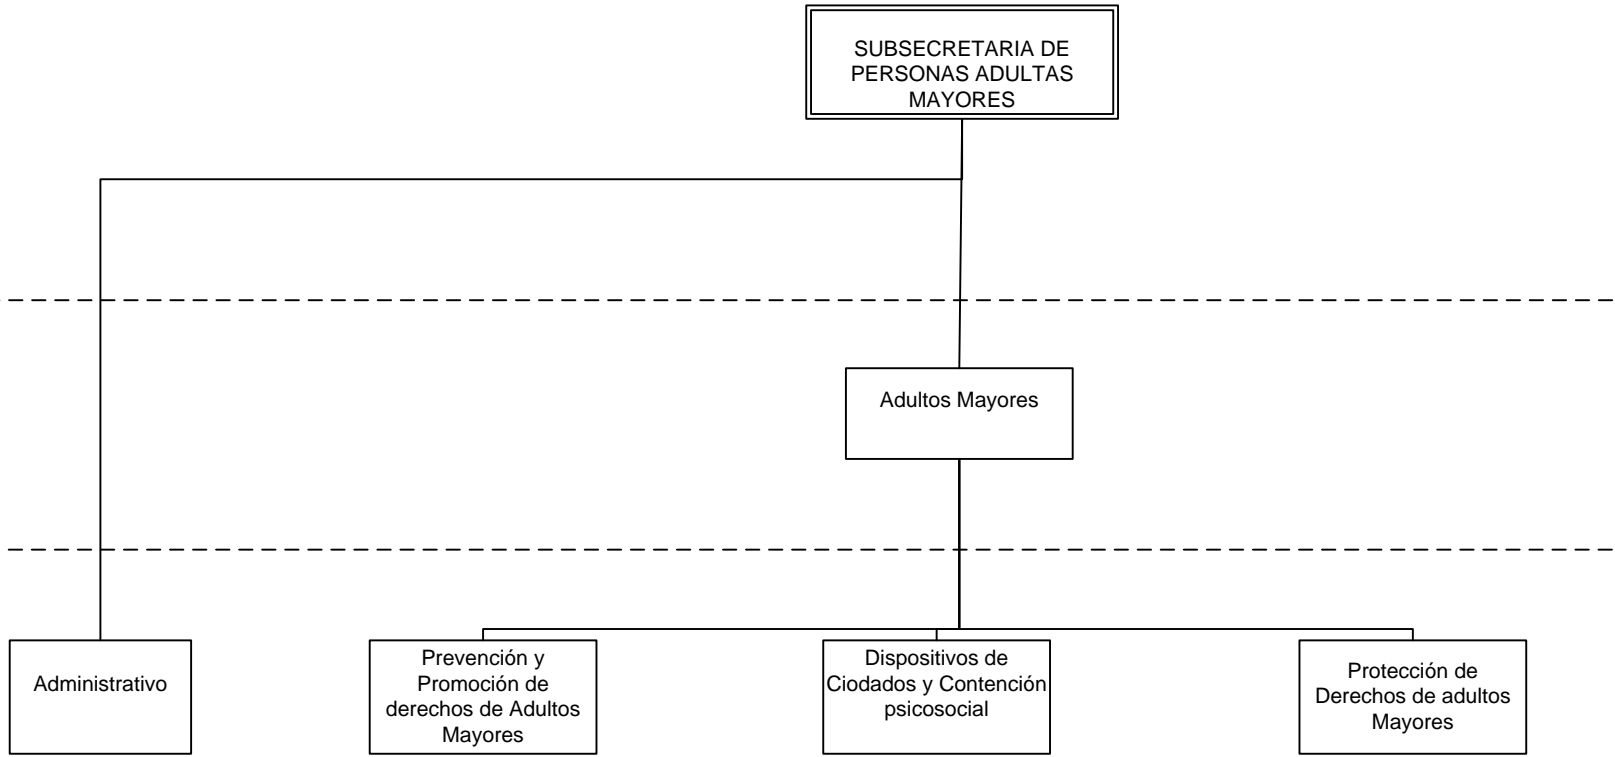 SUBSECRETARIA DE
PERSONAS ADULTAS
MAYORES
Adultos Mayores
Administrativo
Prevención y
Promoción de
derechos de Adultos
Mayores
Dispositivos de
Ciodados y Contención
psicosocial
Protección de
Derechos de adultos
Mayores